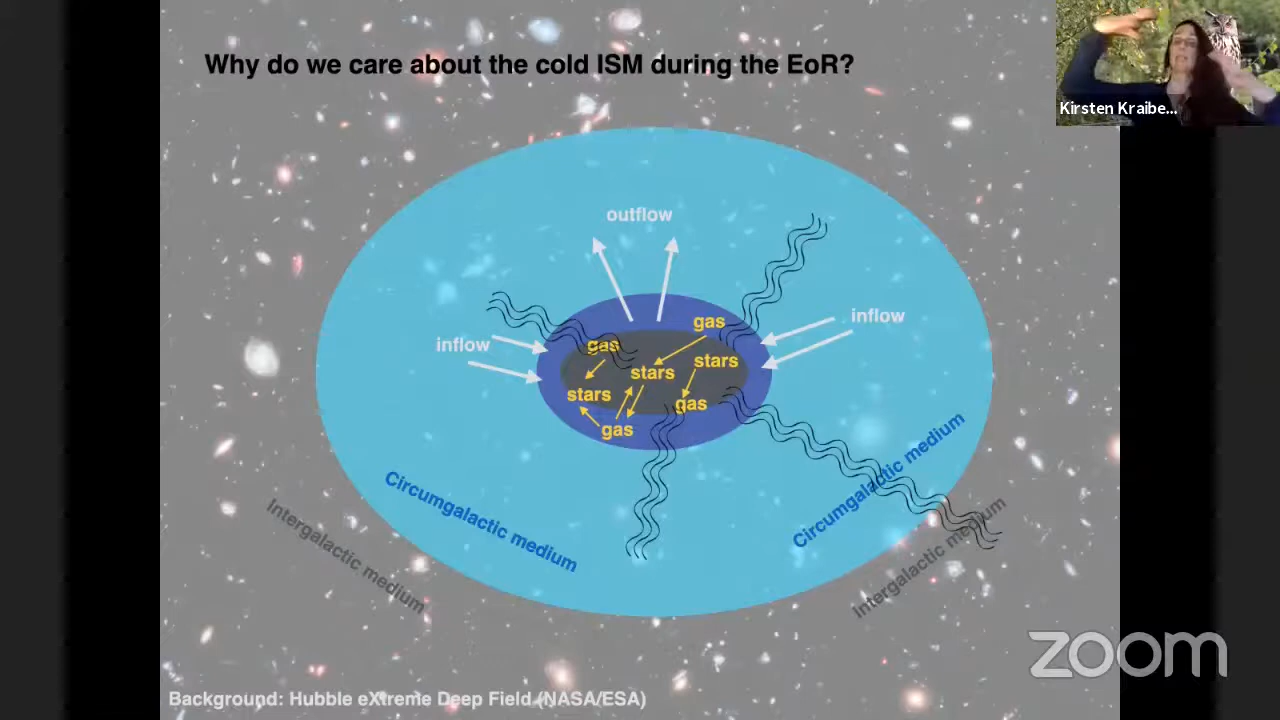 Why do we care about the cold ISM during the EoR?
Kirsten Kraibe...
outflow
inflow
inflow
gas
gas
stars
stars
stars
gas
gas
Circumgalactic medium
Circumgalactic medium
Intergalactic medium
Intergalactic medium
zoom
Background: Hubble eXtreme Deep Field (NASA/ESA)